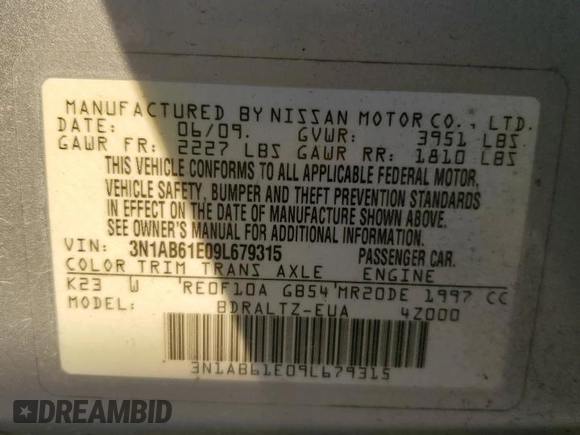 MANUFACTURED BY NISSAN MOTOR CO., LTD.
DATE: 06/09. GVWR: 3951 LBS
GAWR FR: 2227 LBS GAWR RR: 1810 LBS
THIS VEHICLE CONFORMS TO ALL APPLICABLE FEDERAL MOTOR
VEHICLE SAFETY, BUMPER AND THEFT PREVENTION STANDARDS
IN EFFECT ON THE DATE OF MANUFACTURE SHOWN ABOVE.
SEE OWNER'S MANUAL FOR ADDITIONAL INFORMATION.
VIN: 3N1AB61E09L679315 PASSENGER CAR.
COLOR TRIM TRANS AXLE ENGINE
K23 W RE0F10A GB54 MR20DE 1997 CC
MODEL: BDRALTZ-EUA 4Z000
3N1AB61E09L679315
DREAMBID